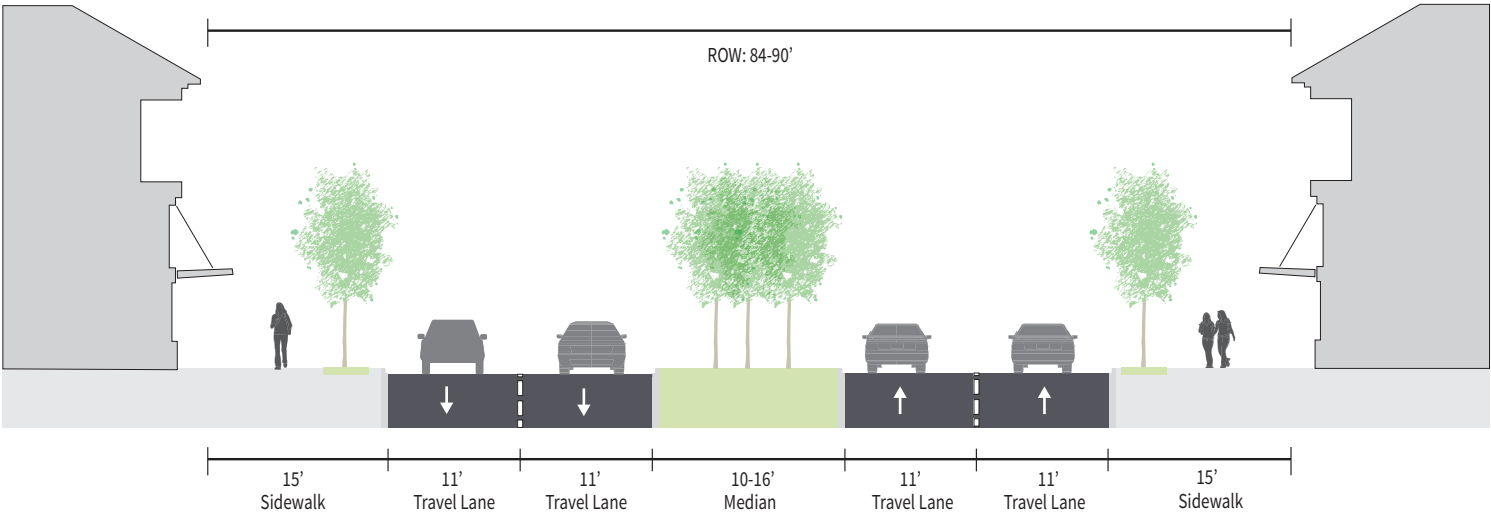 ROW: 84-90’
15’
Sidewalk
11’
Travel Lane
11’
Travel Lane
10-16’
Median
11’
Travel Lane
11’
Travel Lane
15’
Sidewalk